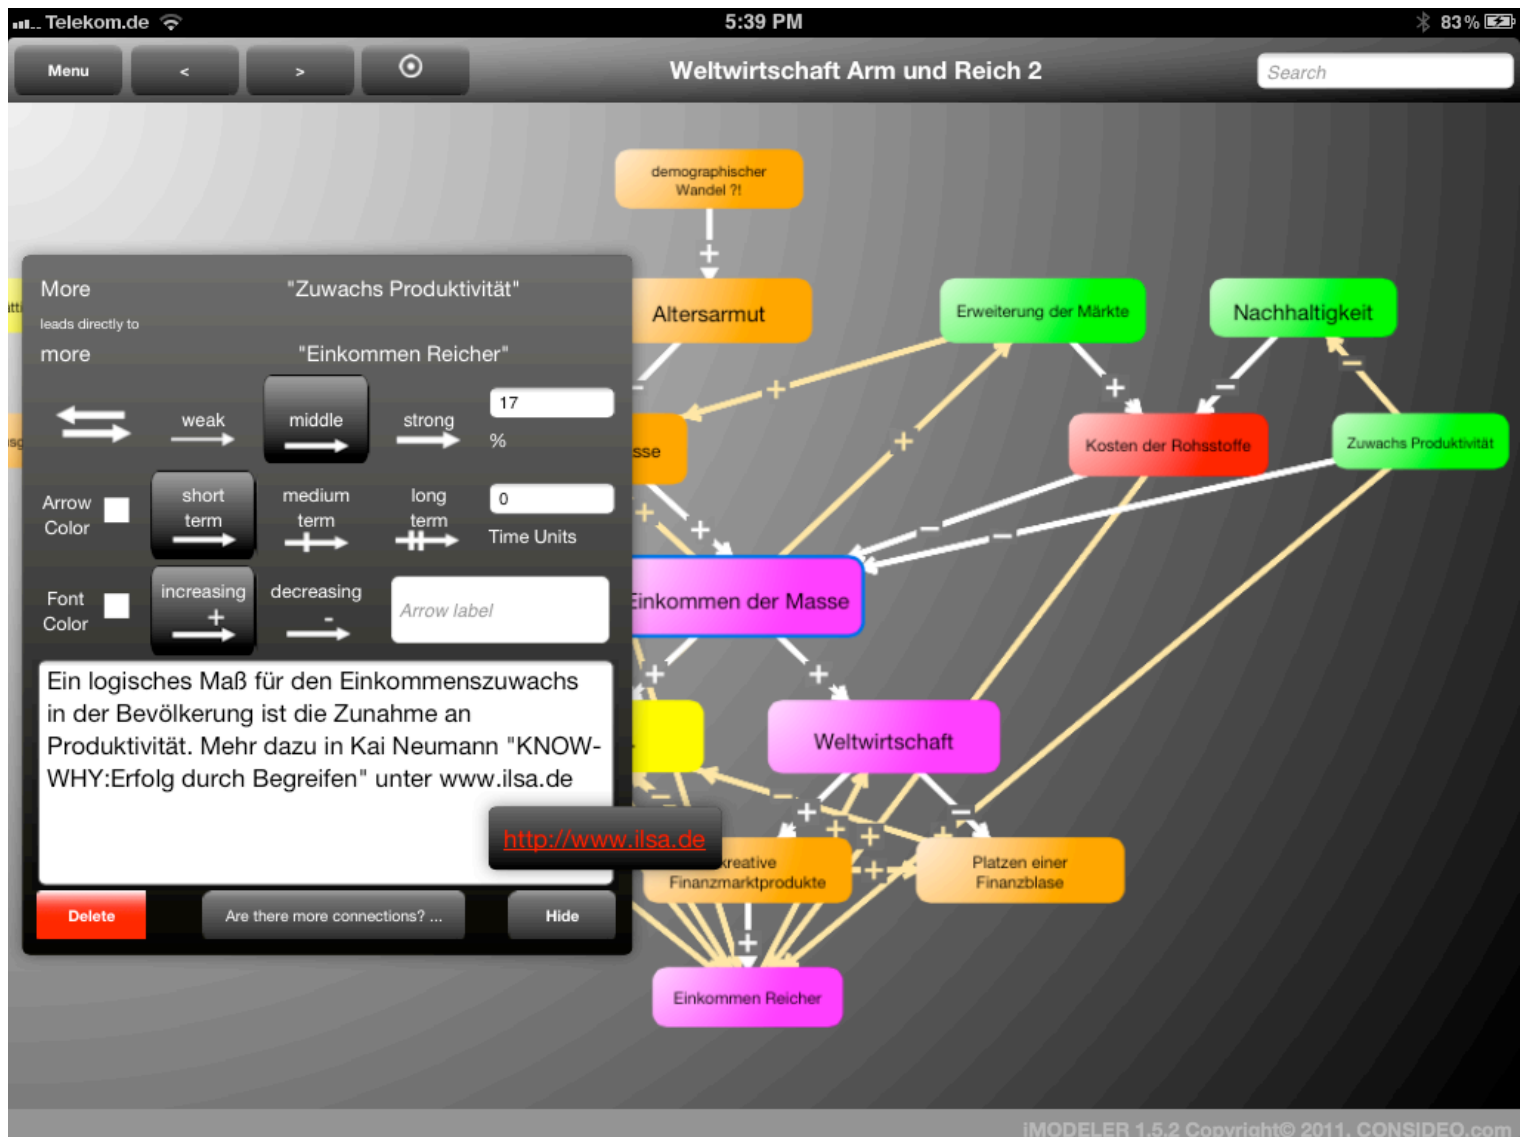 Telekom.de
5:39 PM
83%
Menu
<
>
Weltwirtschaft Arm und Reich 2
Search
demographischer
Wandel ?!
+
Altersarmut
Erweiterung der Märkte
Nachhaltigkeit
Kosten der Rohsstoffe
Zuwachs Produktivität
sse
Einkommen der Masse
Weltwirtschaft
kreative
Finanzmarktprodukte
Platzen einer
Finanzblase
Einkommen Reicher
More "Zuwachs Produktivität"
leads directly to
more "Einkommen Reicher"
weak
middle
strong
17
%
Arrow
Color
short
term
medium
term
long
term
0
Time Units
Font
Color
increasing
+
decreasing
-
Arrow label
Ein logisches Maß für den Einkommenszuwachs
in der Bevölkerung ist die Zunahme an
Produktivität. Mehr dazu in Kai Neumann "KNOW-
WHY:Erfolg durch Begreifen" unter www.ilsa.de
http://www.ilsa.de
Delete
Are there more connections? ...
Hide
iMODELER 1.5.2 Copyright© 2011, CONSIDEO.com